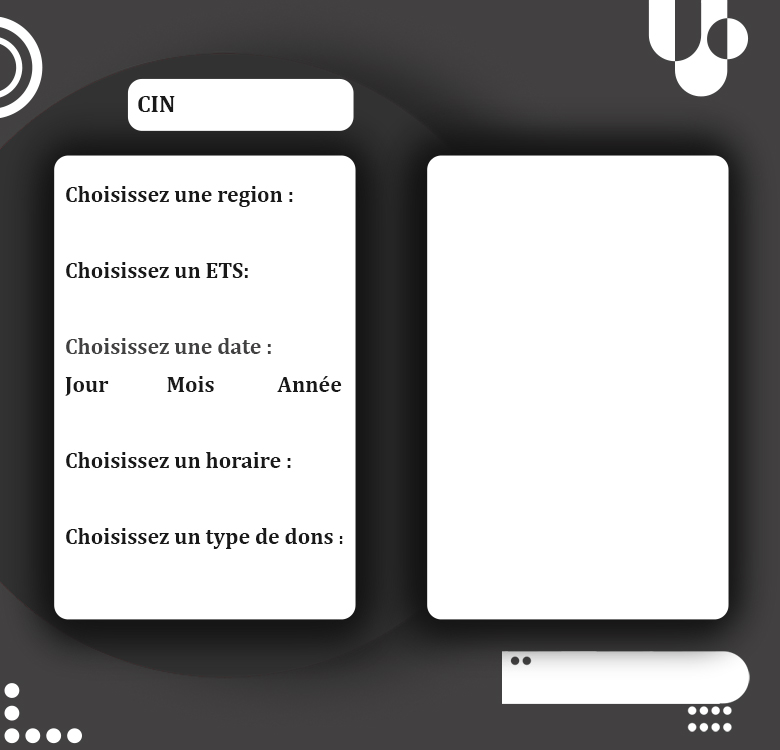 CIN
Choisissez une region :
Choisissez un ETS:
Choisissez une date :
Jour Mois Année
Choisissez un horaire :
Choisissez un type de dons :